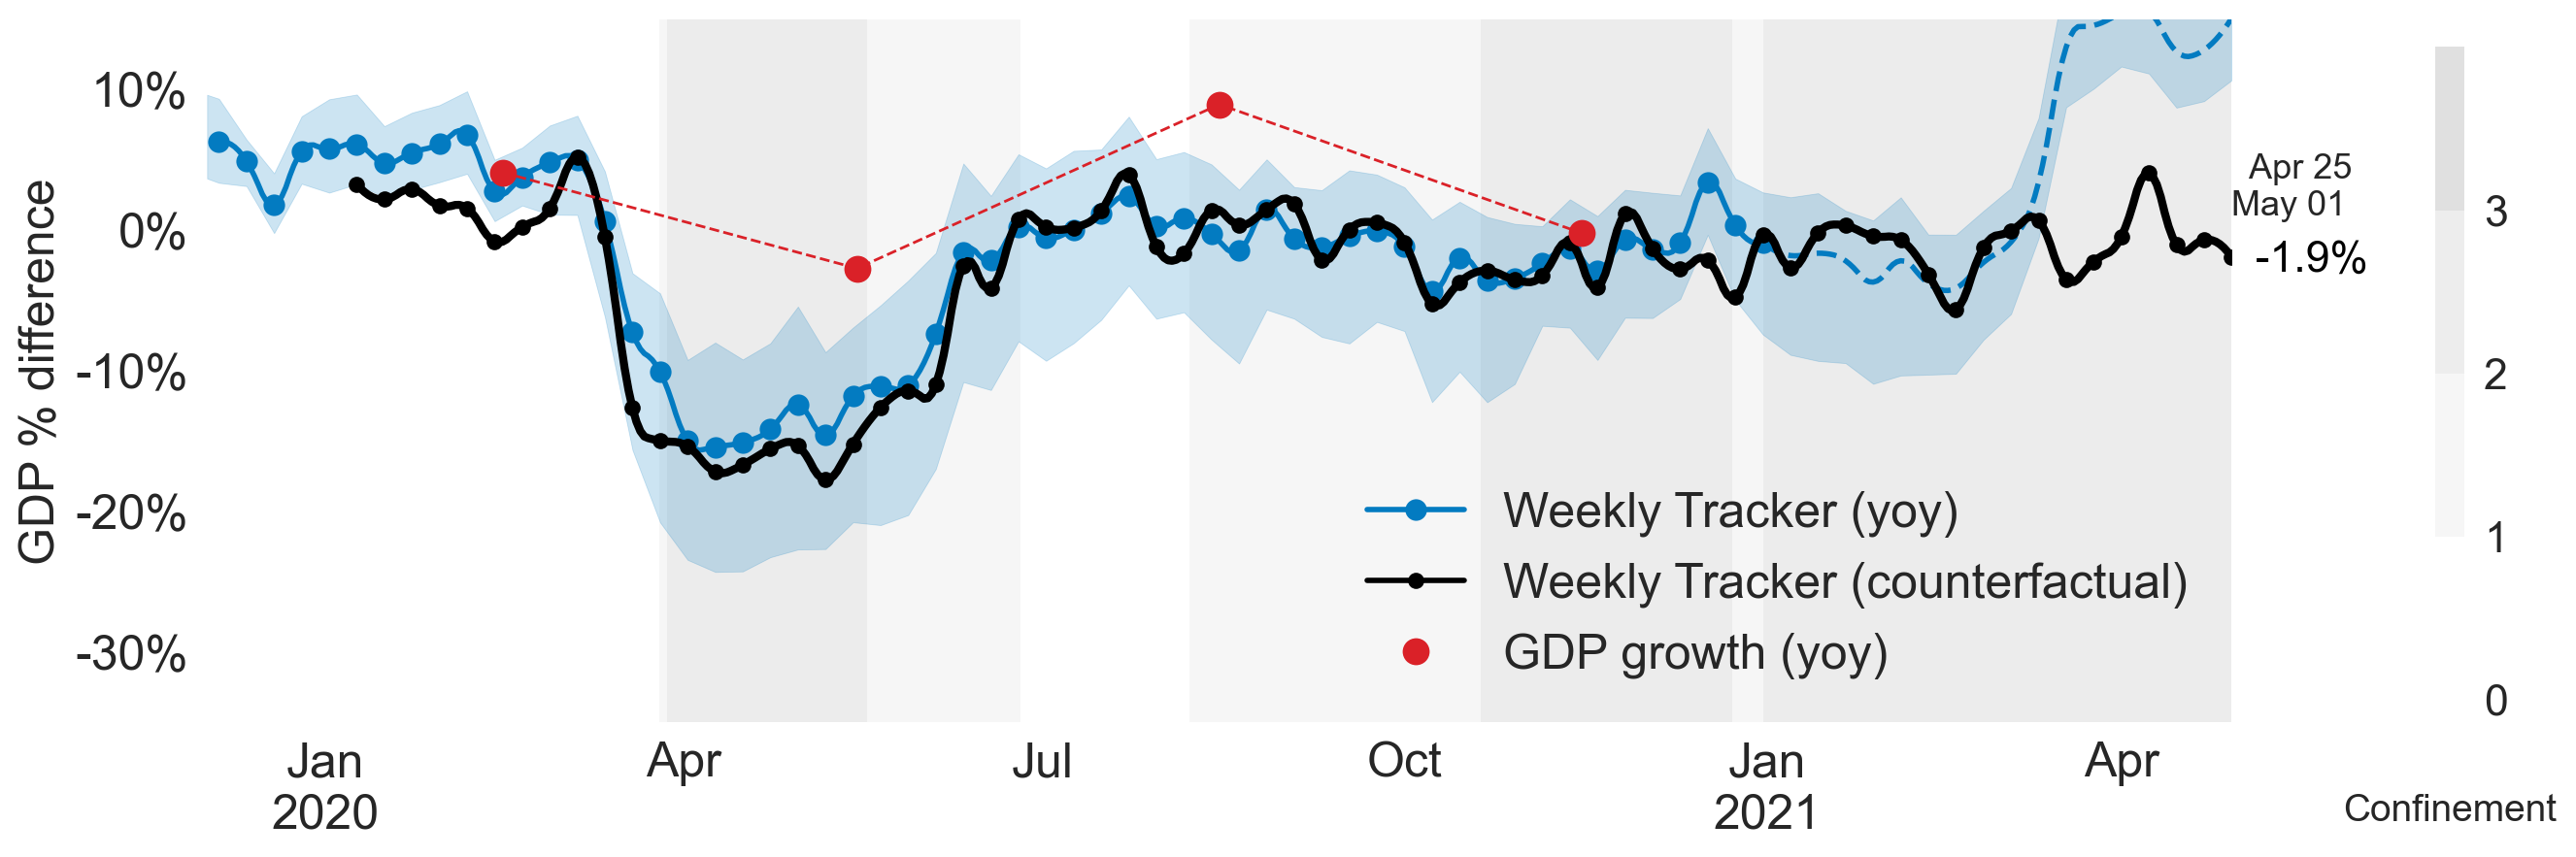 GDP % difference
10%
0%
-10%
-20%
-30%
Jan
2020
Apr
Jul
Oct
Jan
2021
Apr
Weekly Tracker (yoy)
Weekly Tracker (counterfactual)
GDP growth (yoy)
Apr 25
May 01
-1.9%
3
2
1
0
Confinement